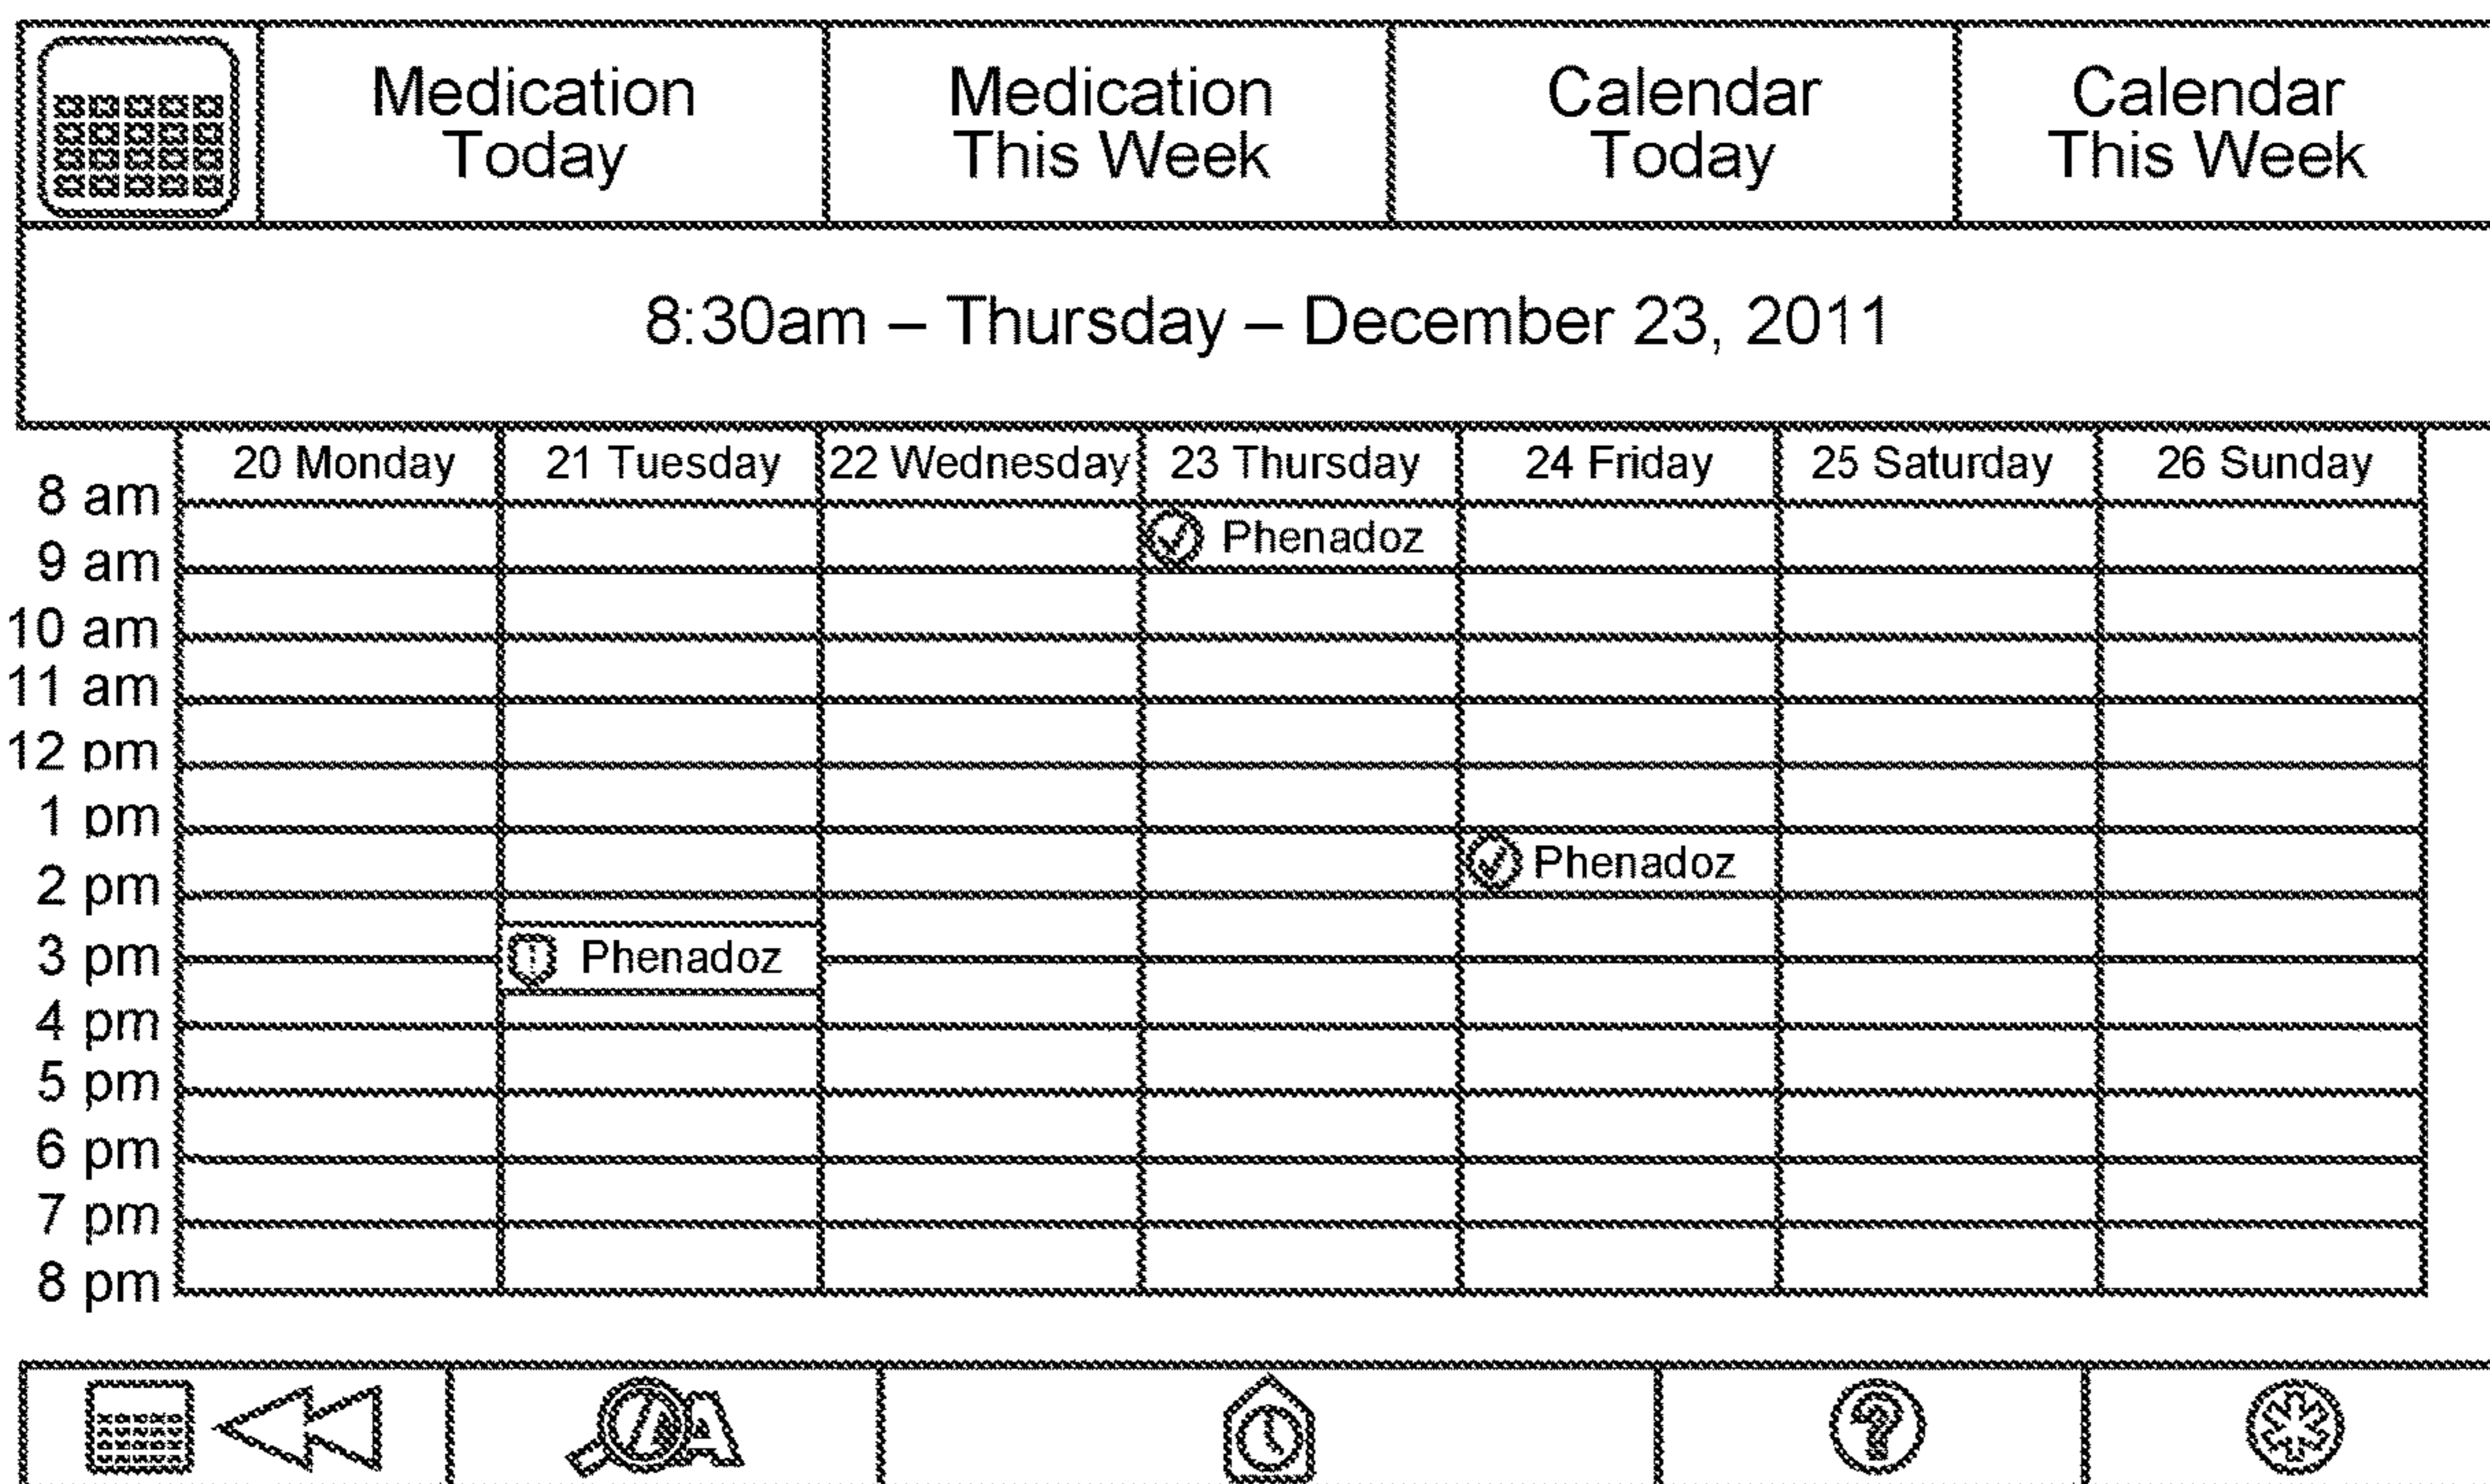 Medication
Today
Medication
This Week
Calendar
Today
Calendar
This Week
8:30am – Thursday – December 23, 2011
20 Monday
21 Tuesday
22 Wednesday
23 Thursday
24 Friday
25 Saturday
26 Sunday
8 am
Phenadoz
9 am
10 am
11 am
12 pm
1 pm
Phenadoz
2 pm
3 pm
Phenadoz
4 pm
5 pm
6 pm
7 pm
8 pm
A
?